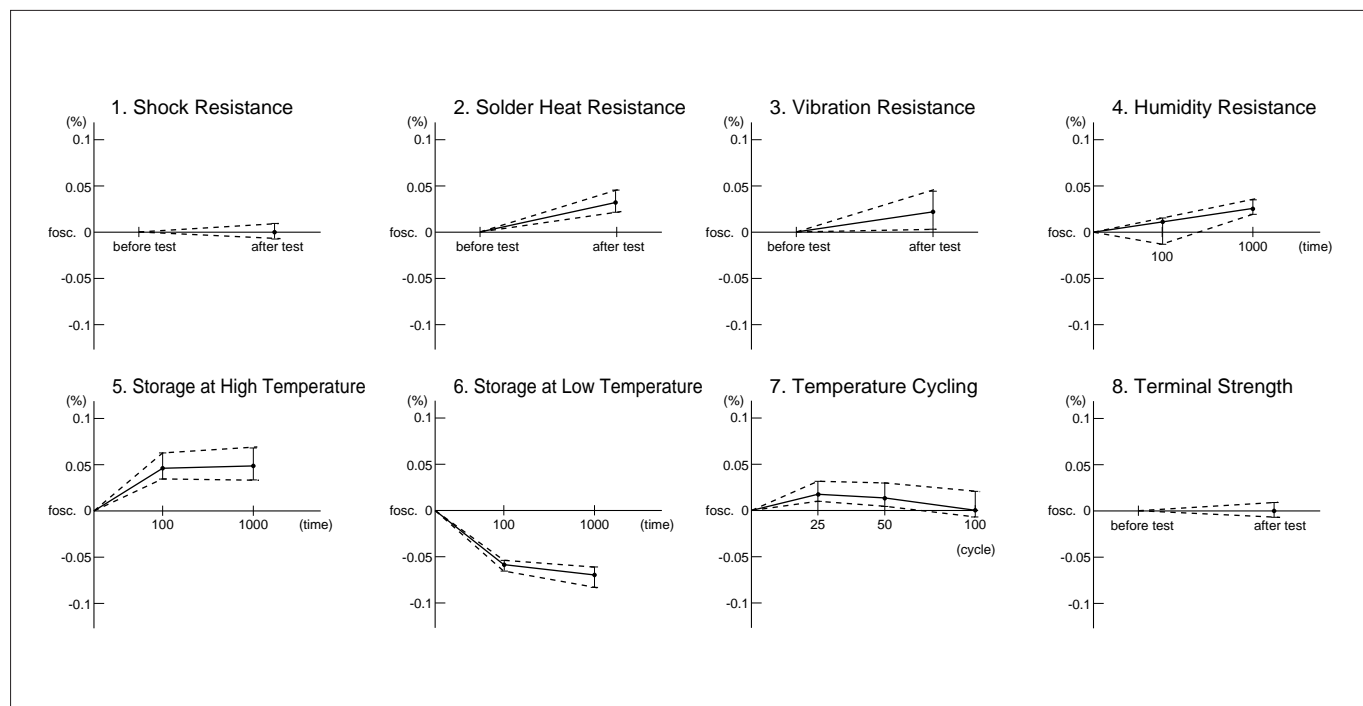 1. Shock Resistance
(%)
0.1
0.05
fosc. 0
before test after test
-0.05
-0.1
2. Solder Heat Resistance
(%)
0.1
0.05
fosc. 0
before test after test
-0.05
-0.1
3. Vibration Resistance
(%)
0.1
0.05
fosc. 0
before test after test
-0.05
-0.1
4. Humidity Resistance
(%)
0.1
0.05
fosc. 0
100 1000 (time)
-0.05
-0.1
5. Storage at High Temperature
(%)
0.1
0.05
fosc. 0
100 1000 (time)
-0.05
-0.1
6. Storage at Low Temperature
(%)
0.1
0.05
fosc. 0
100 1000 (time)
-0.05
-0.1
7. Temperature Cycling
(%)
0.1
0.05
fosc. 0
25 50 100
(cycle)
-0.05
-0.1
8. Terminal Strength
(%)
0.1
0.05
fosc. 0
before test after test
-0.05
-0.1